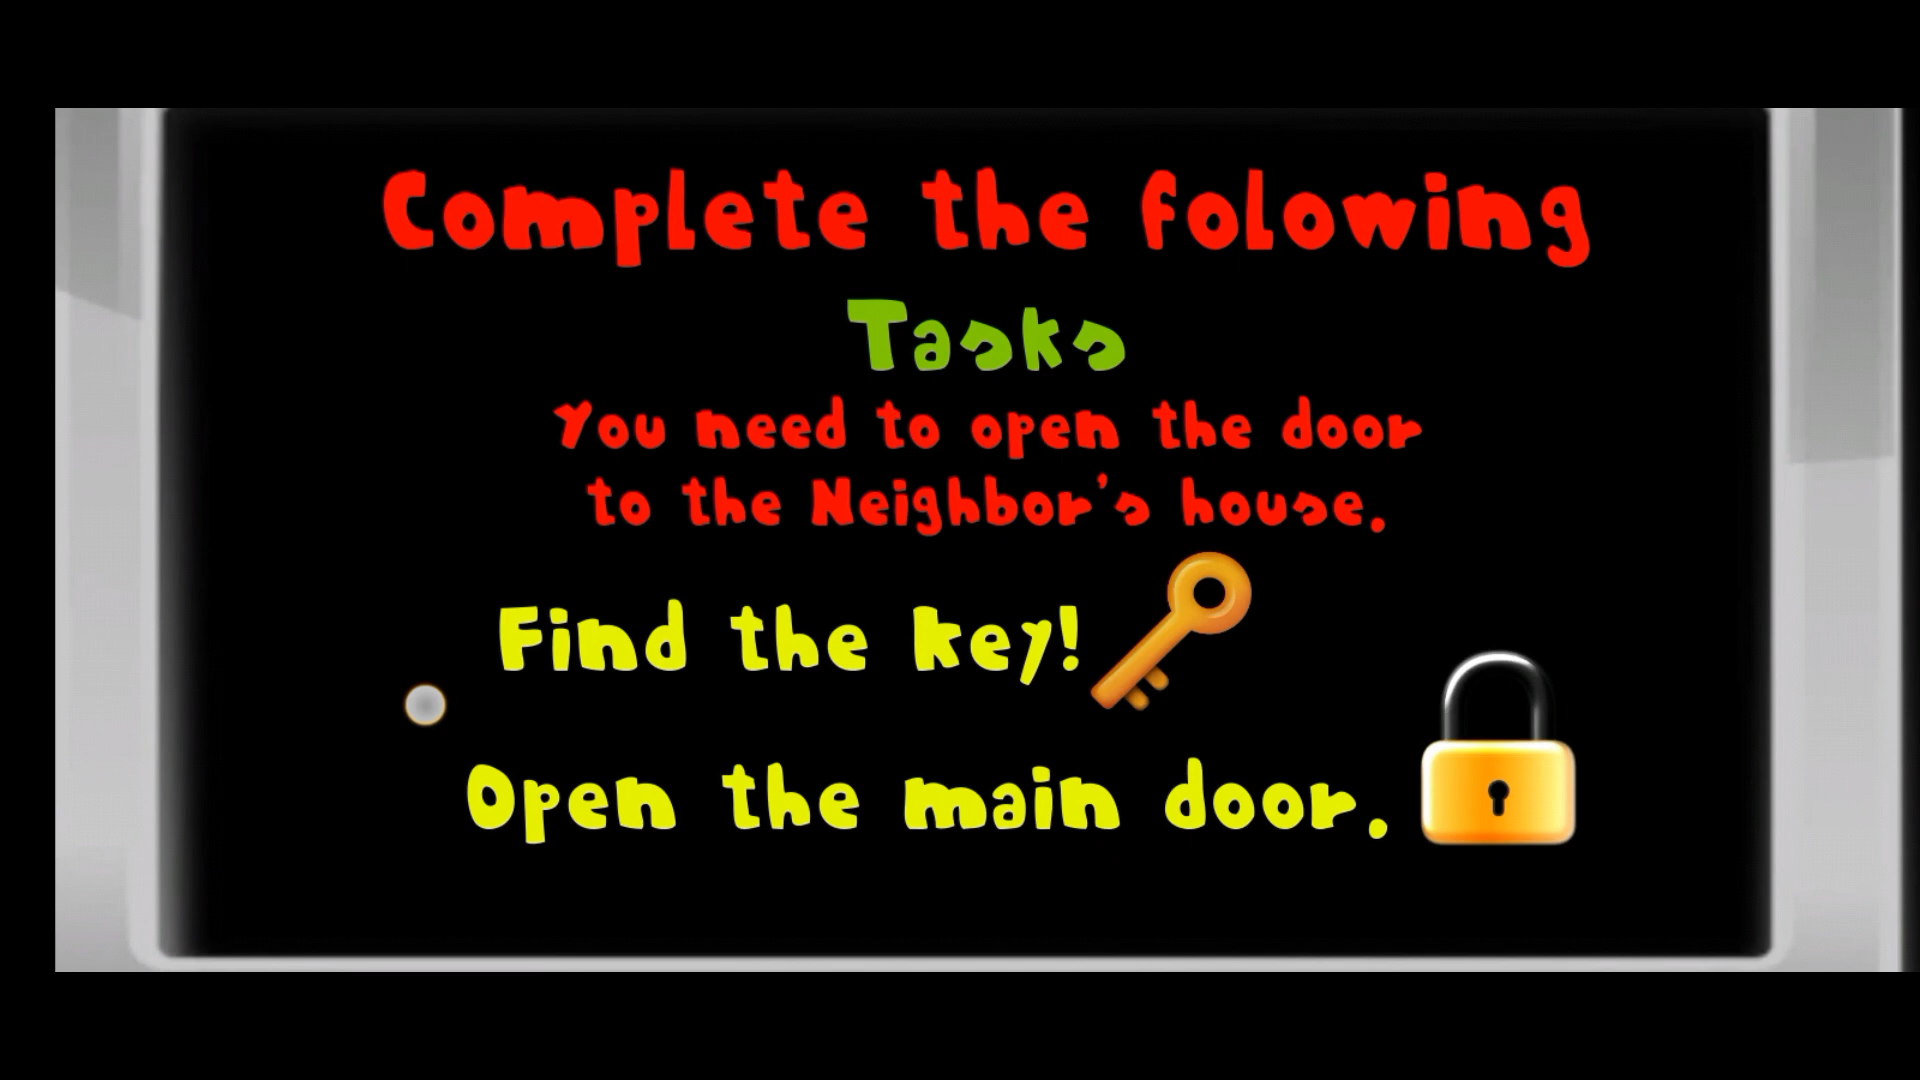 Complete the folowing
Tasks
You need to open the door
to the Neighbor's house.
Find the key!
Open the main door.